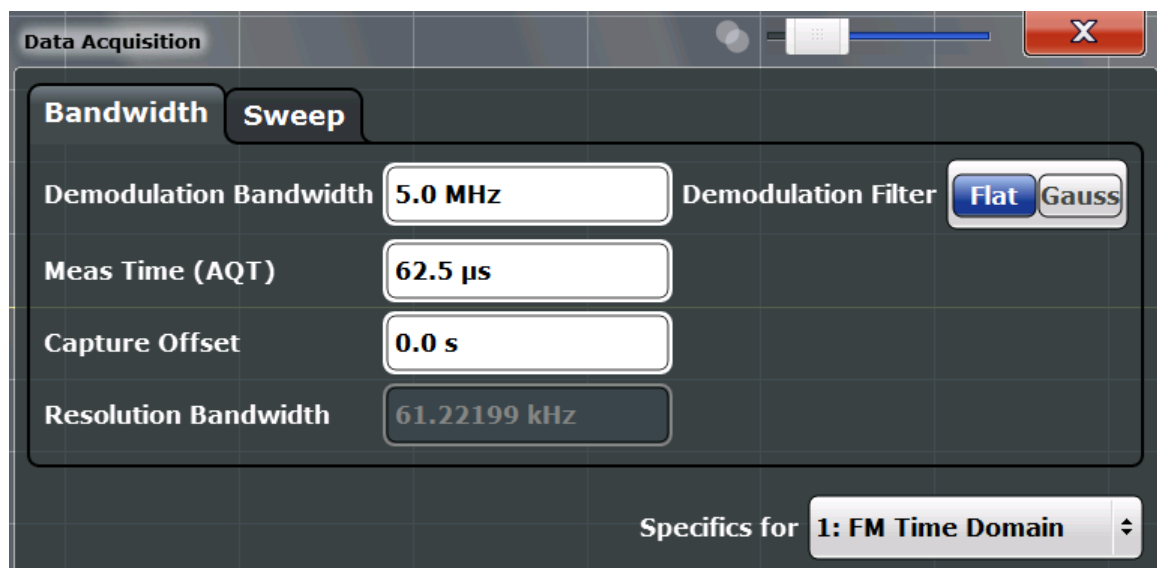 Data Acquisition
X
Bandwidth Sweep
Demodulation Bandwidth 5.0 MHz Demodulation Filter Flat Gauss
Meas Time (AQT) 62.5 µs
Capture Offset 0.0 s
Resolution Bandwidth 61.22199 kHz
Specifics for 1: FM Time Domain